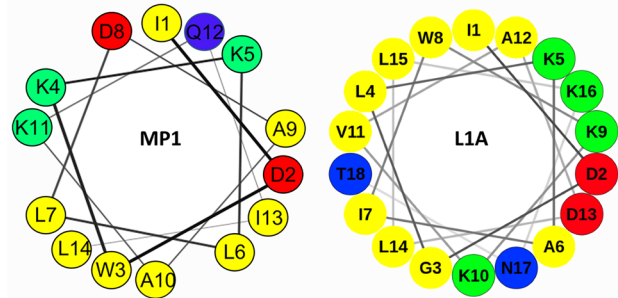 MP1
I1
Q12
K5
D8
K4
K11
A9
D2
I13
L6
A10
W3
L14
L7
L1A
I1
A12
K5
K16
K9
D2
D13
A6
N17
K10
G3
L14
I7
T18
V11
L4
L15
W8